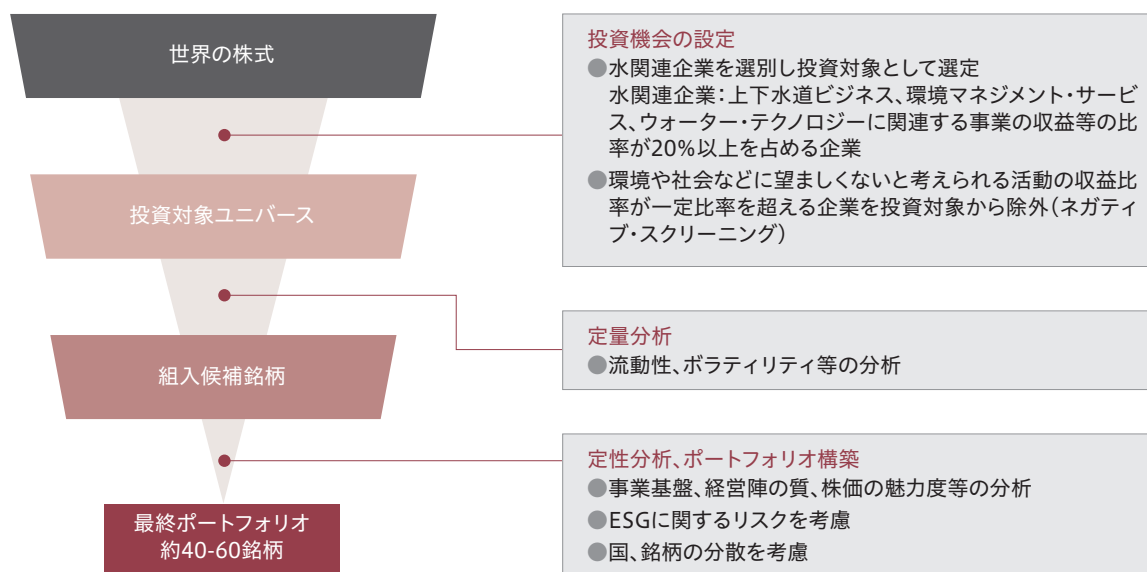 世界の株式
投資機会の設定
●水関連企業を選別し投資対象として選定
水関連企業：上下水道ビジネス、環境マネジメント・サービ
ス、ウォーター・テクノロジーに関連する事業の収益等の比
率が20%以上を占める企業
●環境や社会などに望ましくないと考えられる活動の収益比
率が一定比率を超える企業を投資対象から除外（ネガティ
ブ・スクリーニング）
投資対象ユニバース
定量分析
●流動性、ボラティリティ等の分析
組入候補銘柄
定性分析、ポートフォリオ構築
●事業基盤、経営陣の質、株価の魅力度等の分析
●ESGに関するリスクを考慮
●国、銘柄の分散を考慮
最終ポートフォリオ
約40-60銘柄